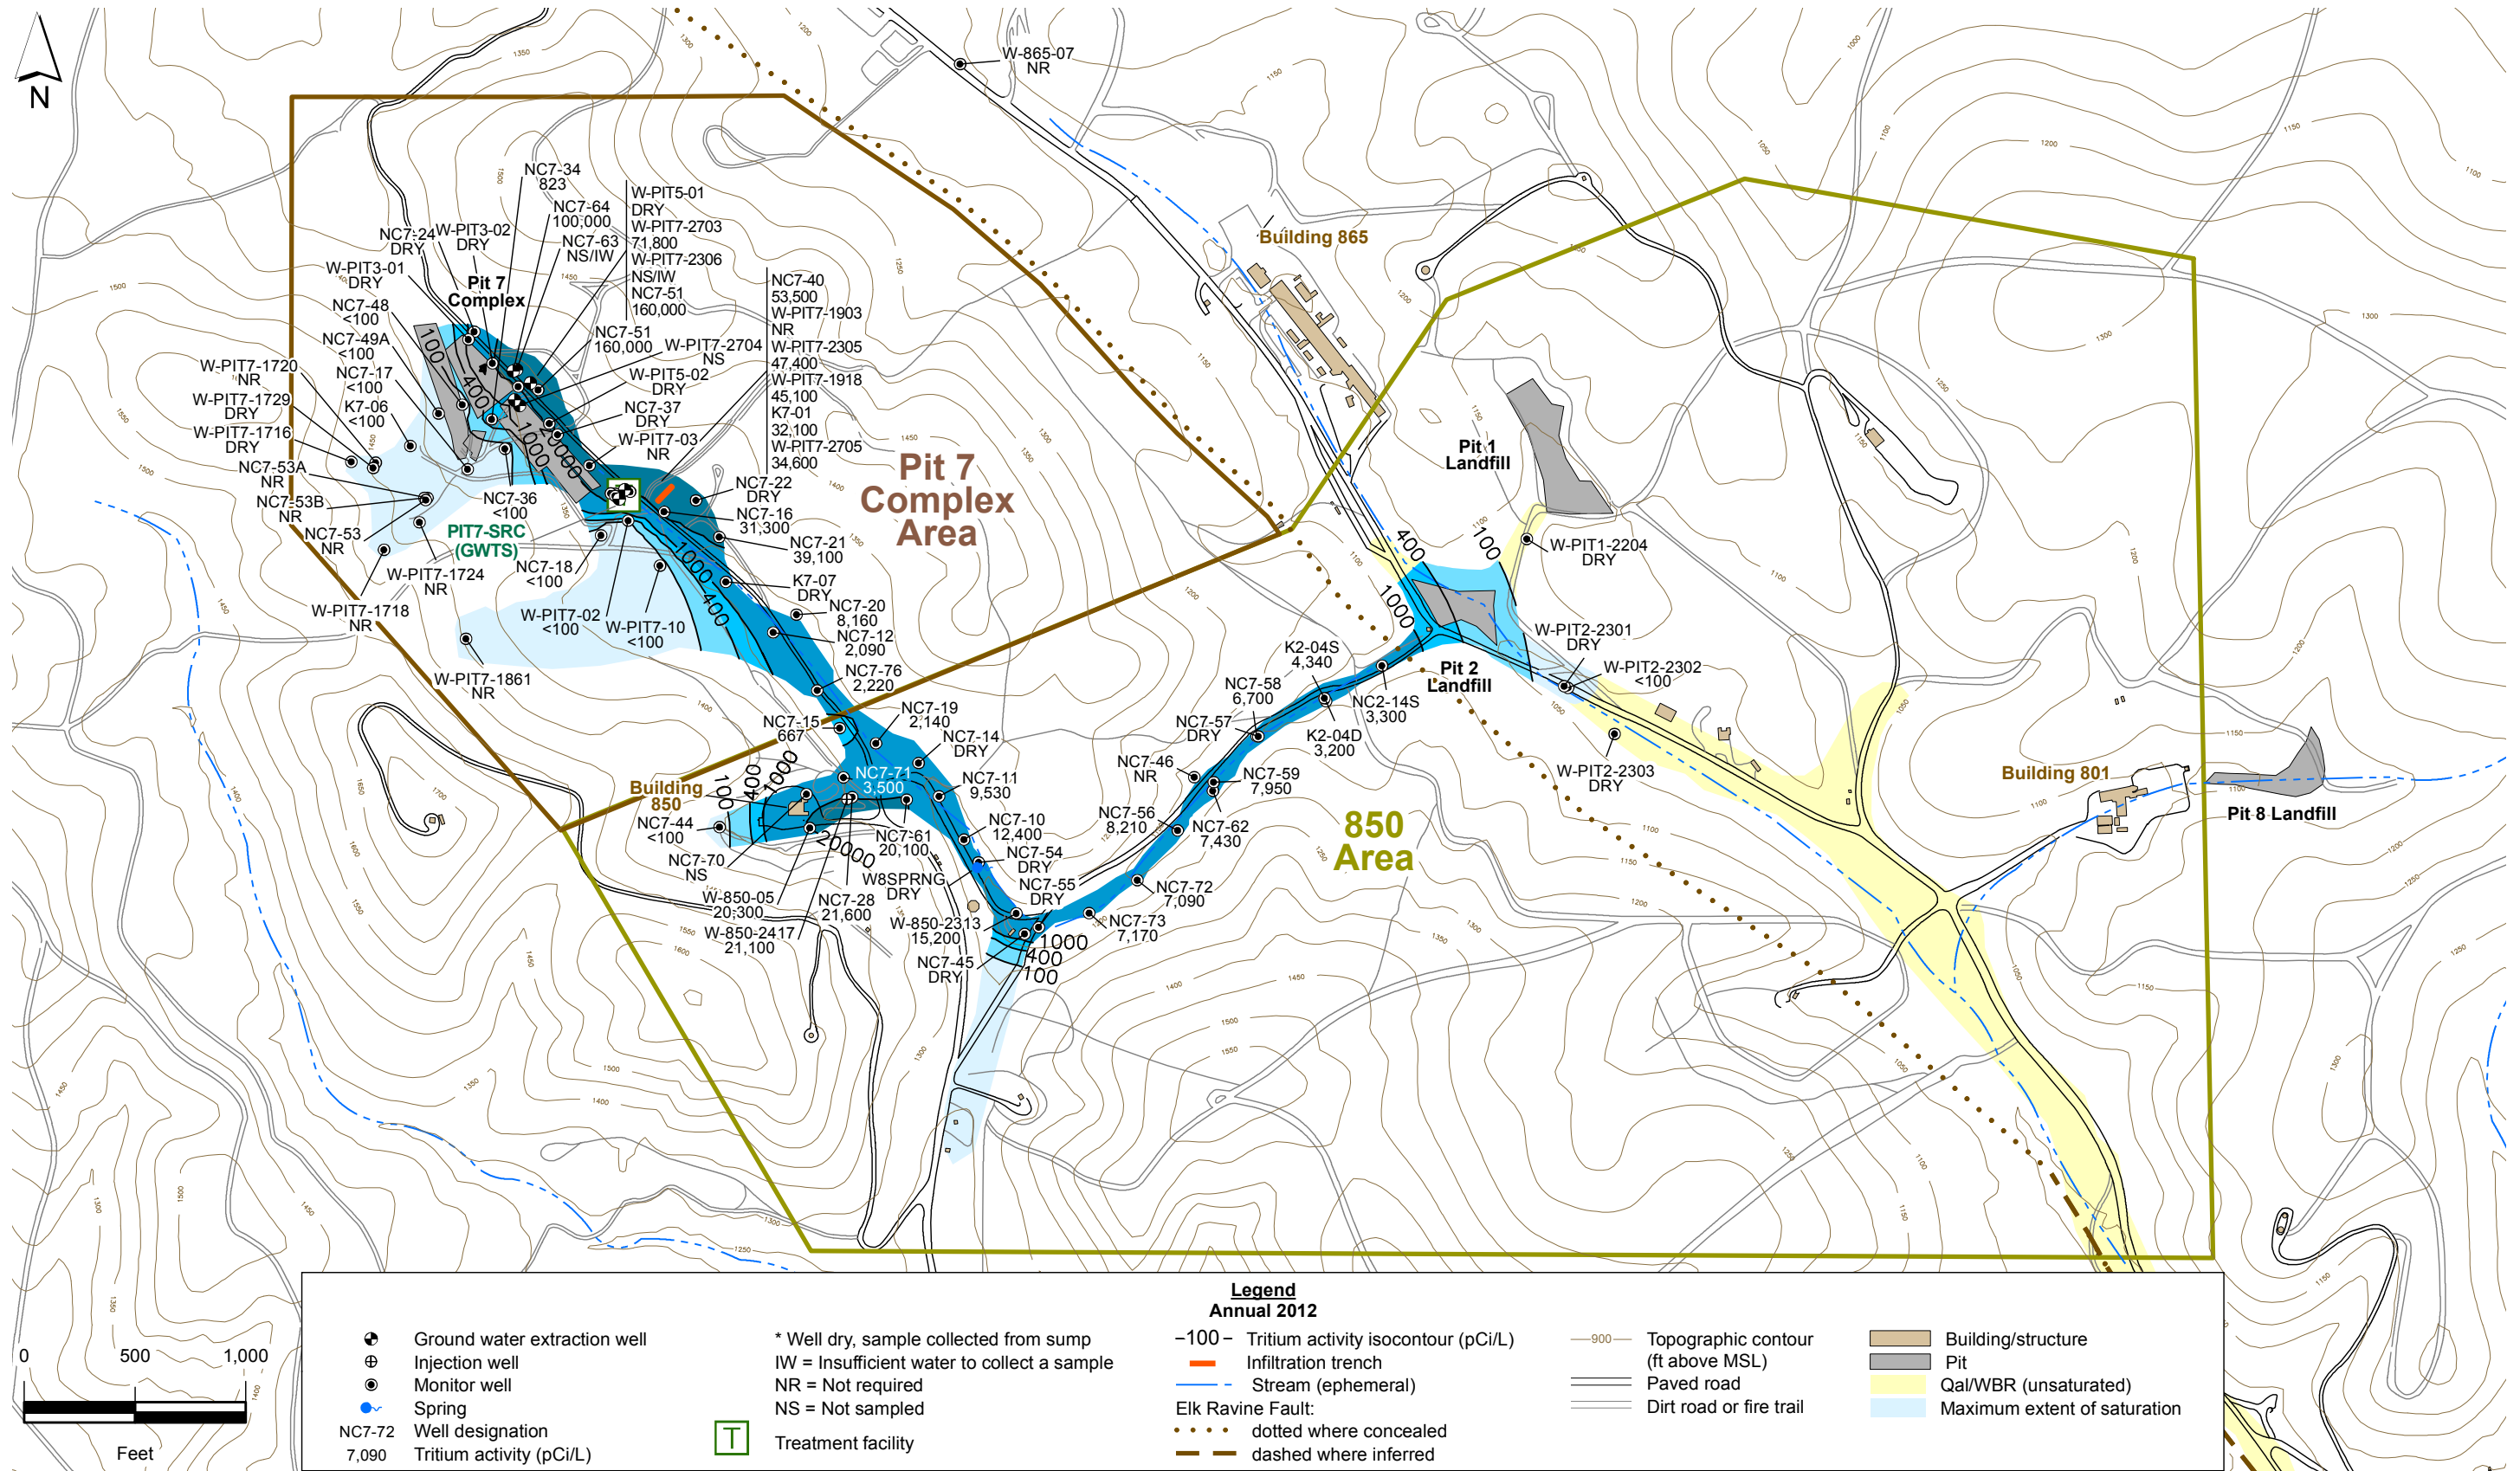 N
W-865-07
NR
NC7-34
823
NC7-64
100,000
NC7-63
NS/IW
W-PIT5-01
DRY
W-PIT7-2703
71,800
W-PIT7-2306
NS/IW
NC7-51
160,000
NC7-24
DRY
W-PIT3-02
DRY
W-PIT3-01
DRY
Pit 7
Complex
NC7-48
<100
NC7-49A
<100
NC7-17
<100
K7-06
<100
W-PIT7-1720
NR
W-PIT7-1729
DRY
W-PIT7-1716
DRY
NC7-53A
NR
NC7-53B
NR
NC7-53
NR
NC7-51
160,000
W-PIT7-2704
NS
W-PIT5-02
DRY
NC7-37
DRY
W-PIT7-03
NR
NC7-40
53,500
W-PIT7-1903
NR
W-PIT7-2305
47,400
W-PIT7-1918
45,100
K7-01
32,100
W-PIT7-2705
34,600
NC7-22
DRY
NC7-16
31,300
NC7-21
39,100
NC7-36
<100
PIT7-SRC
(GWTS)
NC7-18
<100
W-PIT7-1724
NR
W-PIT7-1718
NR
W-PIT7-02
<100
W-PIT7-10
<100
W-PIT7-1861
NR
K7-07
DRY
NC7-20
8,160
NC7-12
2,090
NC7-76
2,220
Pit 7
Complex
Area
100
400
1000
1000
400
Building 865
Pit 1
Landfill
W-PIT1-2204
DRY
400
100
1000
Pit 2
Landfill
W-PIT2-2301
DRY
W-PIT2-2302
<100
W-PIT2-2303
DRY
K2-04S
4,340
NC7-58
6,700
NC2-14S
3,300
K2-04D
3,200
NC7-57
DRY
NC7-46
NR
NC7-59
7,950
NC7-56
8,210
NC7-62
7,430
NC7-72
7,090
NC7-73
7,170
850
Area
Building 801
Pit 8 Landfill
NC7-15
667
NC7-19
2,140
NC7-14
DRY
NC7-71
3,500
NC7-11
9,530
NC7-10
12,400
NC7-54
DRY
NC7-55
DRY
Building
850
NC7-44
<100
NC7-70
NS
W-850-05
20,300
W-850-2417
21,100
NC7-28
21,600
NC7-61
20,100
W8SPRNG
DRY
W-850-2313
15,200
NC7-45
DRY
100
400
1000
20000
1000
400
100
Legend
Annual 2012
Ground water extraction well
Injection well
Monitor well
Spring
NC7-72 Well designation
7,090 Tritium activity (pCi/L)
* Well dry, sample collected from sump
IW = Insufficient water to collect a sample
NR = Not required
NS = Not sampled
T Treatment facility
100 Tritium activity isocontour (pCi/L)
Infiltration trench
Stream (ephemeral)
Elk Ravine Fault:
dotted where concealed
dashed where inferred
900 Topographic contour
(ft above MSL)
Paved road
Dirt road or fire trail
Building/structure
Pit
Qal/WBR (unsaturated)
Maximum extent of saturation
0 500 1,000
Feet